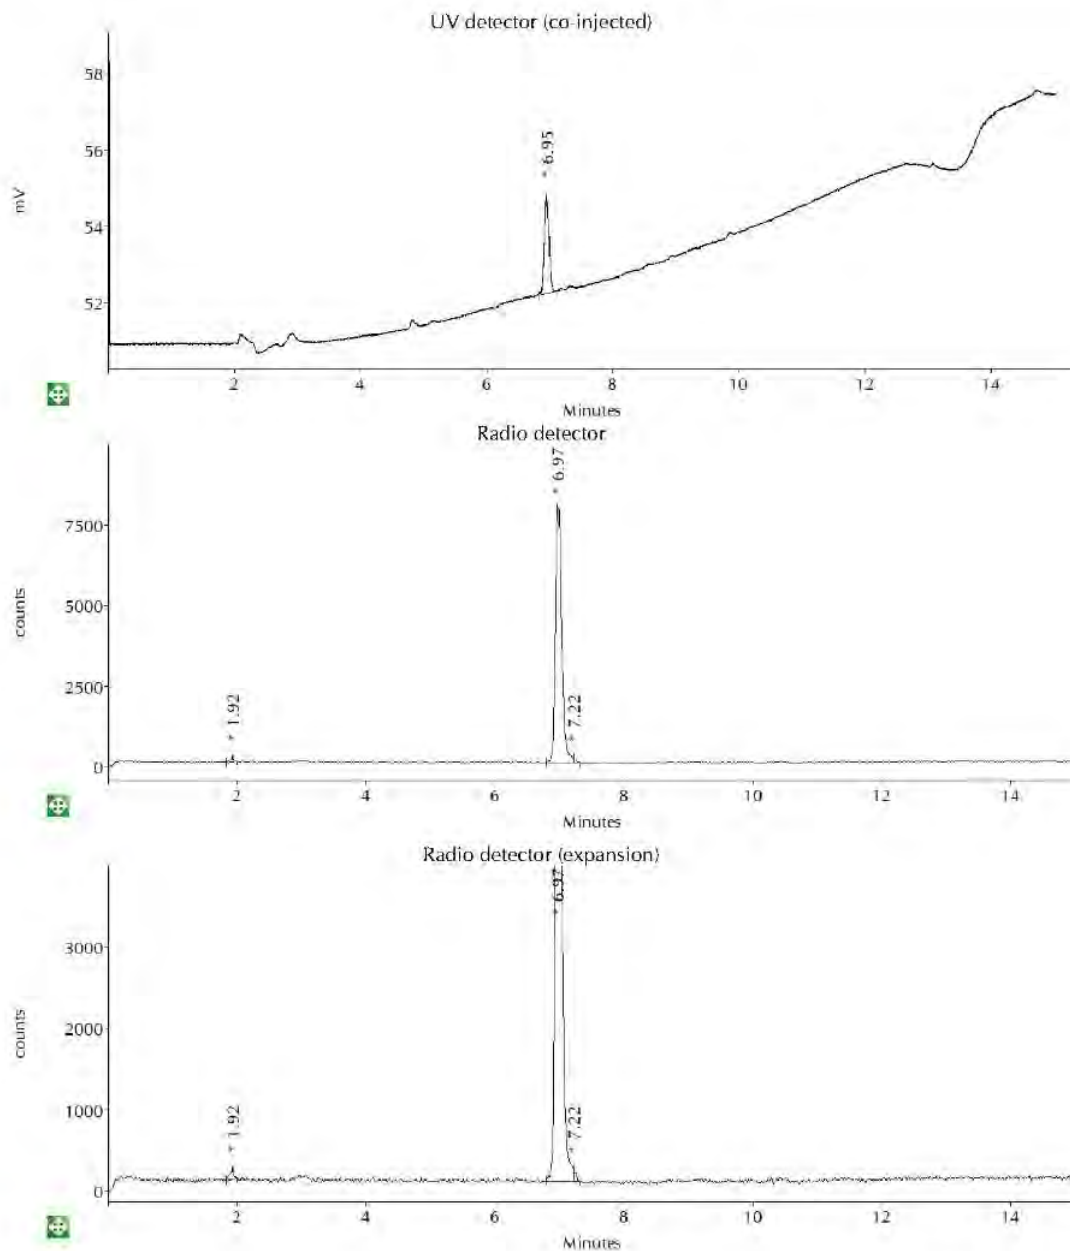 UV detector (co-injected)
58
56
54
52
mV
* 6.95
2 4 6 8 10 12 14
Minutes
Radio detector
7500
5000
2500
0
counts
* 1.92
* 6.97
* 7.22
2 4 6 8 10 12 14
Minutes
Radio detector (expansion)
3000
2000
1000
0
counts
* 1.92
* 6.97
* 7.22
2 4 6 8 10 12 14
Minutes